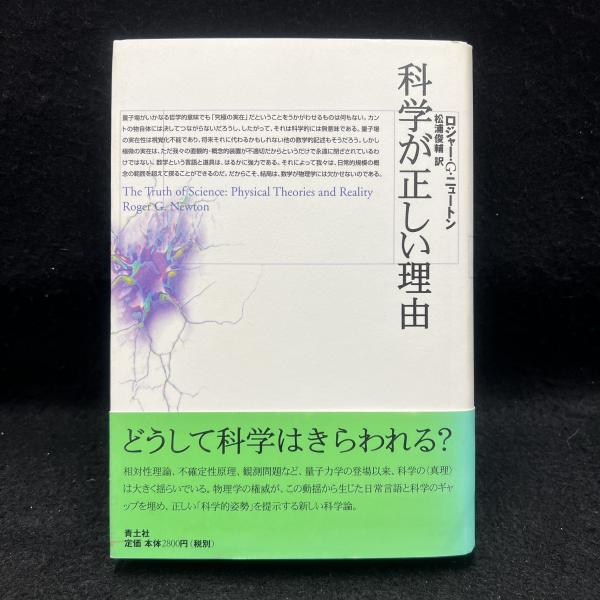 科学が正しい理由
ロジャー・G・ニュートン
松浦俊輔 訳
量子場がいかなる哲学的意味でも「究極の実在」だということをうかがわせるものは何もない。カン
トの物自体には決してつながらないだろうし、したがって、それは科学的には無意味である。量子場
の実在性は視覚化不能であり、将来それに代わるかもしれない他の数学的記述もそうだろう。しかし
極微の実在は、ただ我々の直観的・概念的装置が不適切だからというだけで永遠に閉ざされているわ
けではない。数学という言語と道具は、はるかに強力である。それによって我々は、日常的規模の概
念の範囲を超えて探ることができるのだ。だからこそ、結局は、数学が物理学には欠かせないのである。
The Truth of Science: Physical Theories and Reality
Roger G. Newton
どうして科学はきらわれる？
相対性理論、不確定性原理、観測問題など、量子力学の登場以来、科学の〈真理〉
は大きく揺らいでいる。物理学の権威が、この動揺から生じた日常言語と科学のギャ
ップを埋め、正しい「科学的姿勢」を提示する新しい科学論。
青土社
定価 本体2800円（税別）